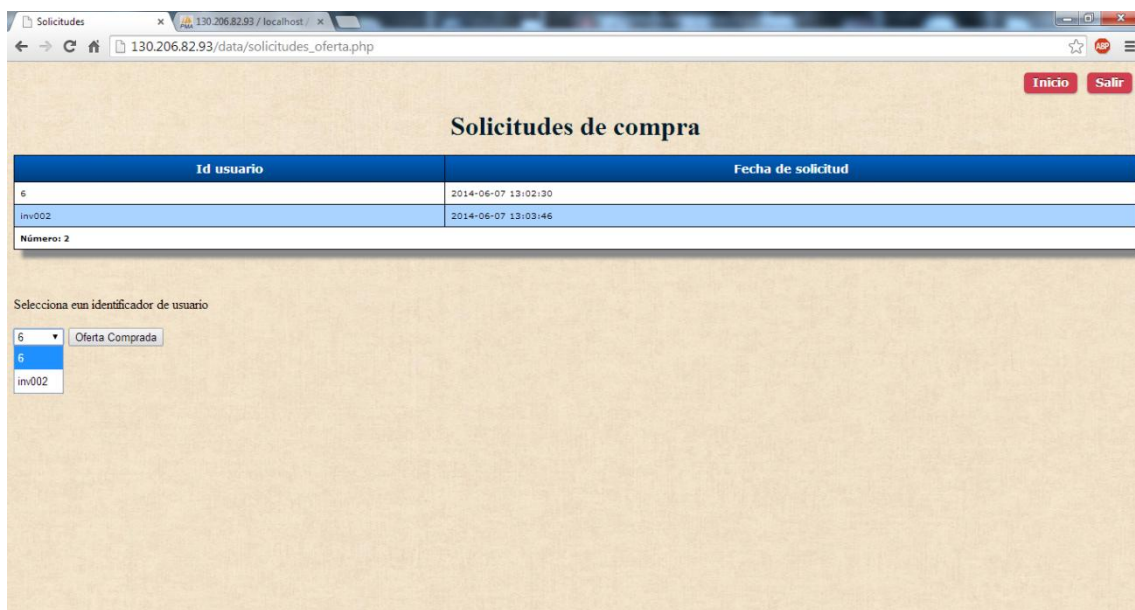 Solicitudes
130.206.82.93 / localhost /
130.206.82.93/data/solicitudes_oferta.php
ABP
Inicio Salir
Solicitudes de compra
Id usuario Fecha de solicitud
6 2014-06-07 13:02:30
inv002 2014-06-07 13:03:46
Número: 2
Selecciona eun identificador de usuario
6 Oferta Comprada
6
inv002